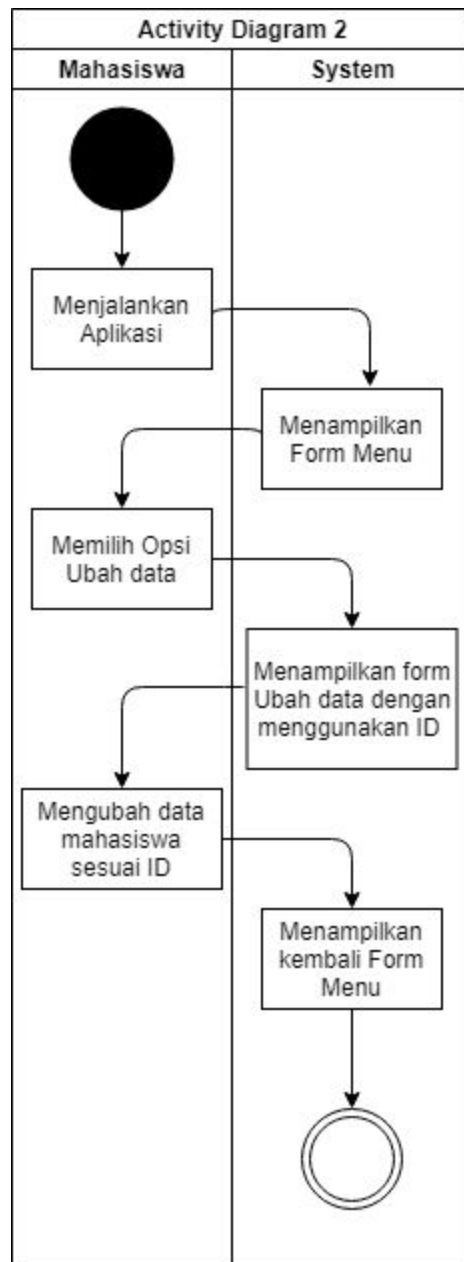 Activity Diagram 2
Mahasiswa
System
Menjalankan
Aplikasi
Menampilkan
Form Menu
Memilih Opsi
Ubah data
Menampilkan form
Ubah data dengan
menggunakan ID
Mengubah data
mahasiswa
sesuai ID
Menampilkan
kembali Form
Menu